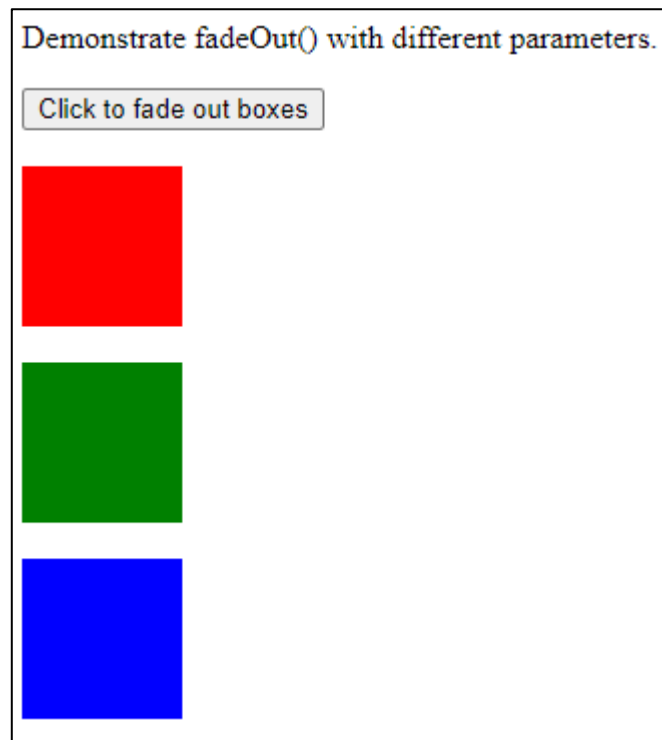 Demonstrate fadeOut() with different parameters.
Click to fade out boxes